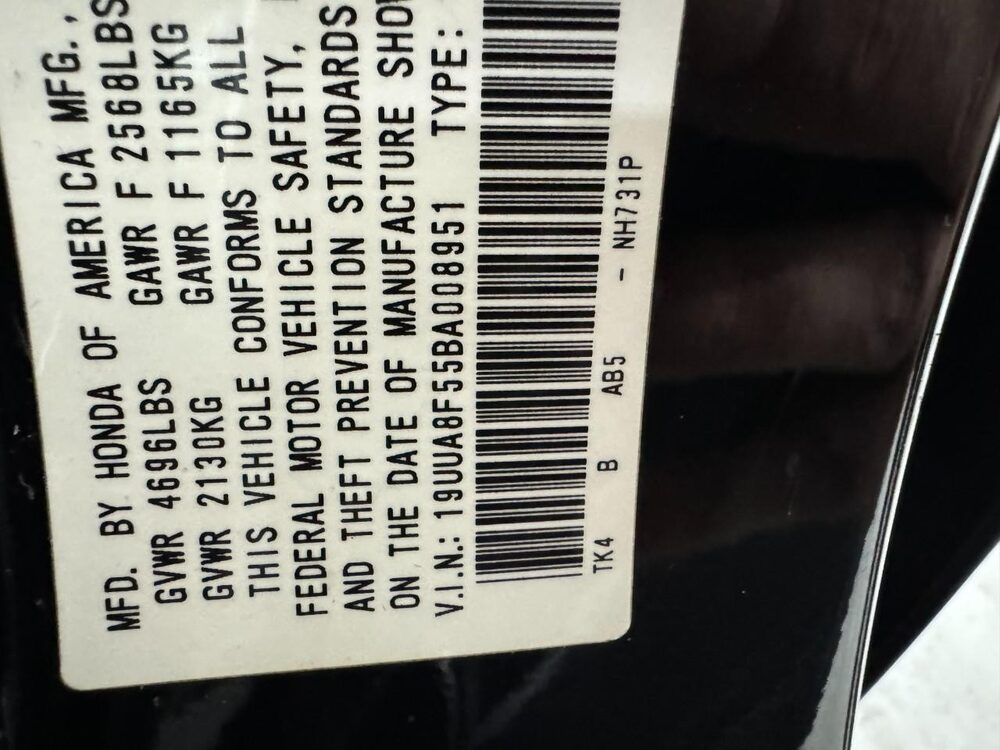 MFD. BY HONDA OF AMERICA MFG.,
GVWR 4696LBS GAWR F 2568LBS
GVWR 2130KG GAWR F 1165KG
THIS VEHICLE CONFORMS TO ALL
FEDERAL MOTOR VEHICLE SAFETY,
AND THEFT PREVENTION STANDARDS
ON THE DATE OF MANUFACTURE SHO
V.I.N.: 19UUA8F55BA008951 TYPE:
TK4 B AB5 - NH731P